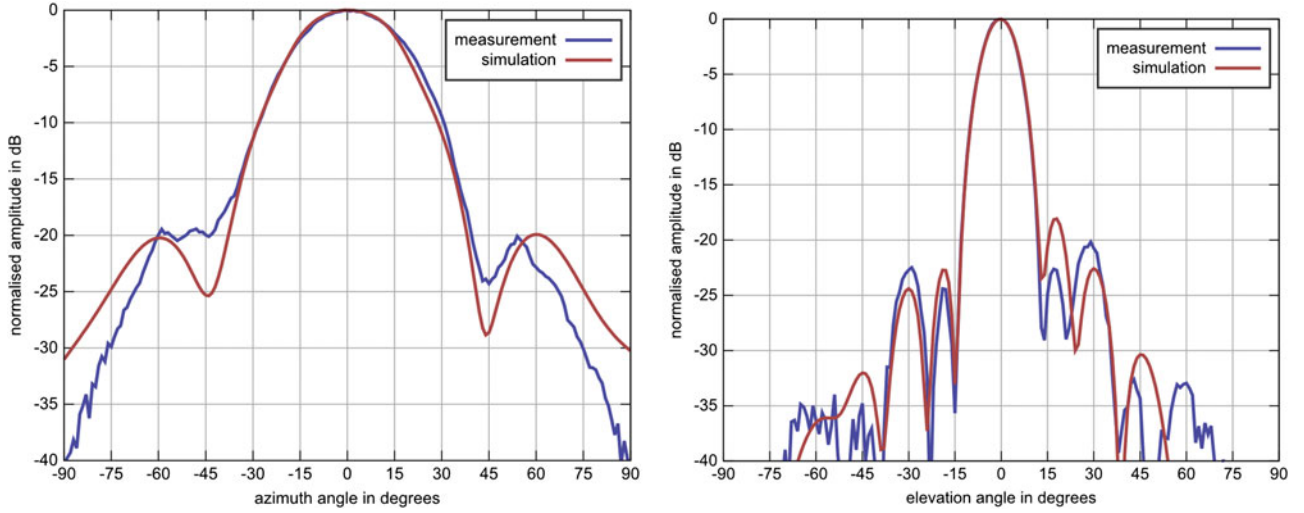 0
-5
-10
-15
-20
-25
-30
-35
-40
normalised amplitude in dB
measurement
simulation
-90 -75 -60 -45 -30 -15 0 15 30 45 60 75 90
azimuth angle in degrees
0
-5
-10
-15
-20
-25
-30
-35
-40
normalised amplitude in dB
measurement
simulation
-90 -75 -60 -45 -30 -15 0 15 30 45 60 75 90
elevation angle in degrees